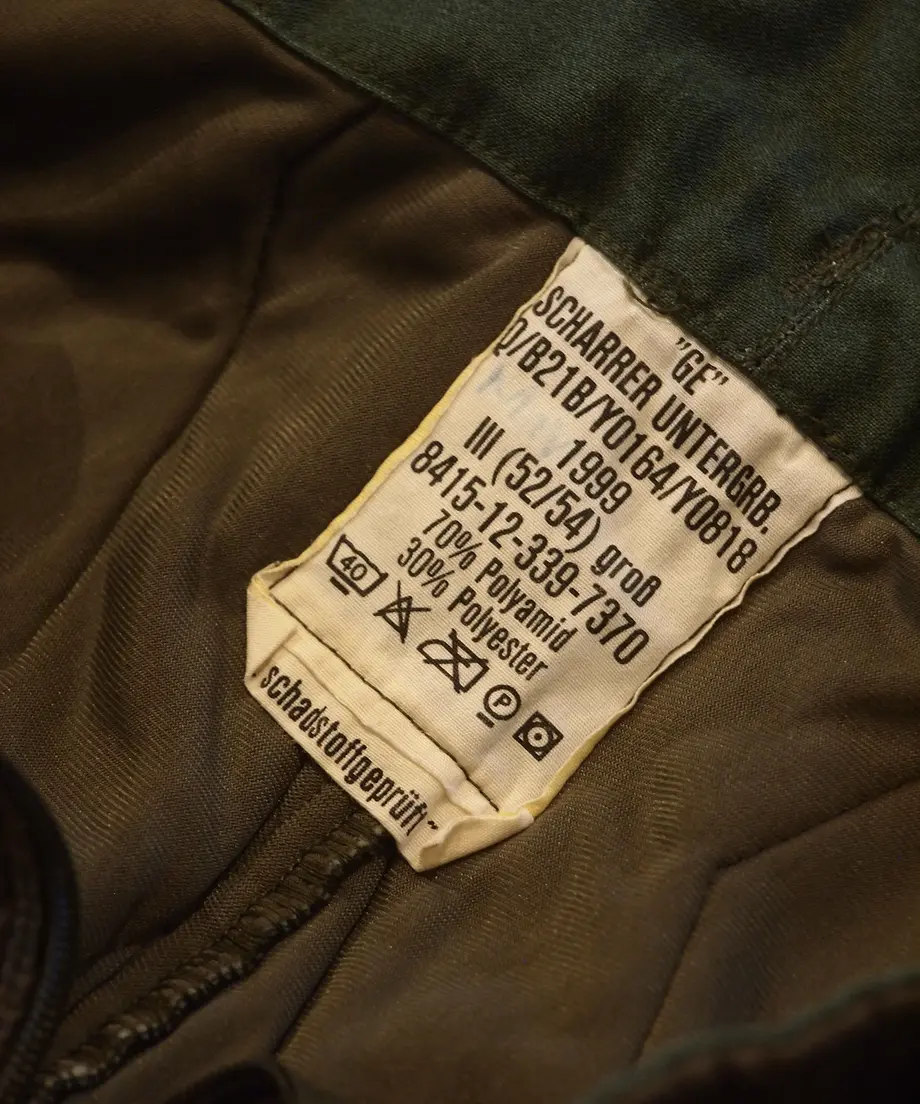 "GE"
SCHARRER UNTERGRB.
Q/B21B/Y0164/Y0818
1999
III (52/54) groß
8415-12-339-7370
70% Polyamid
30% Polyester
40
P
schadstoffgeprüft